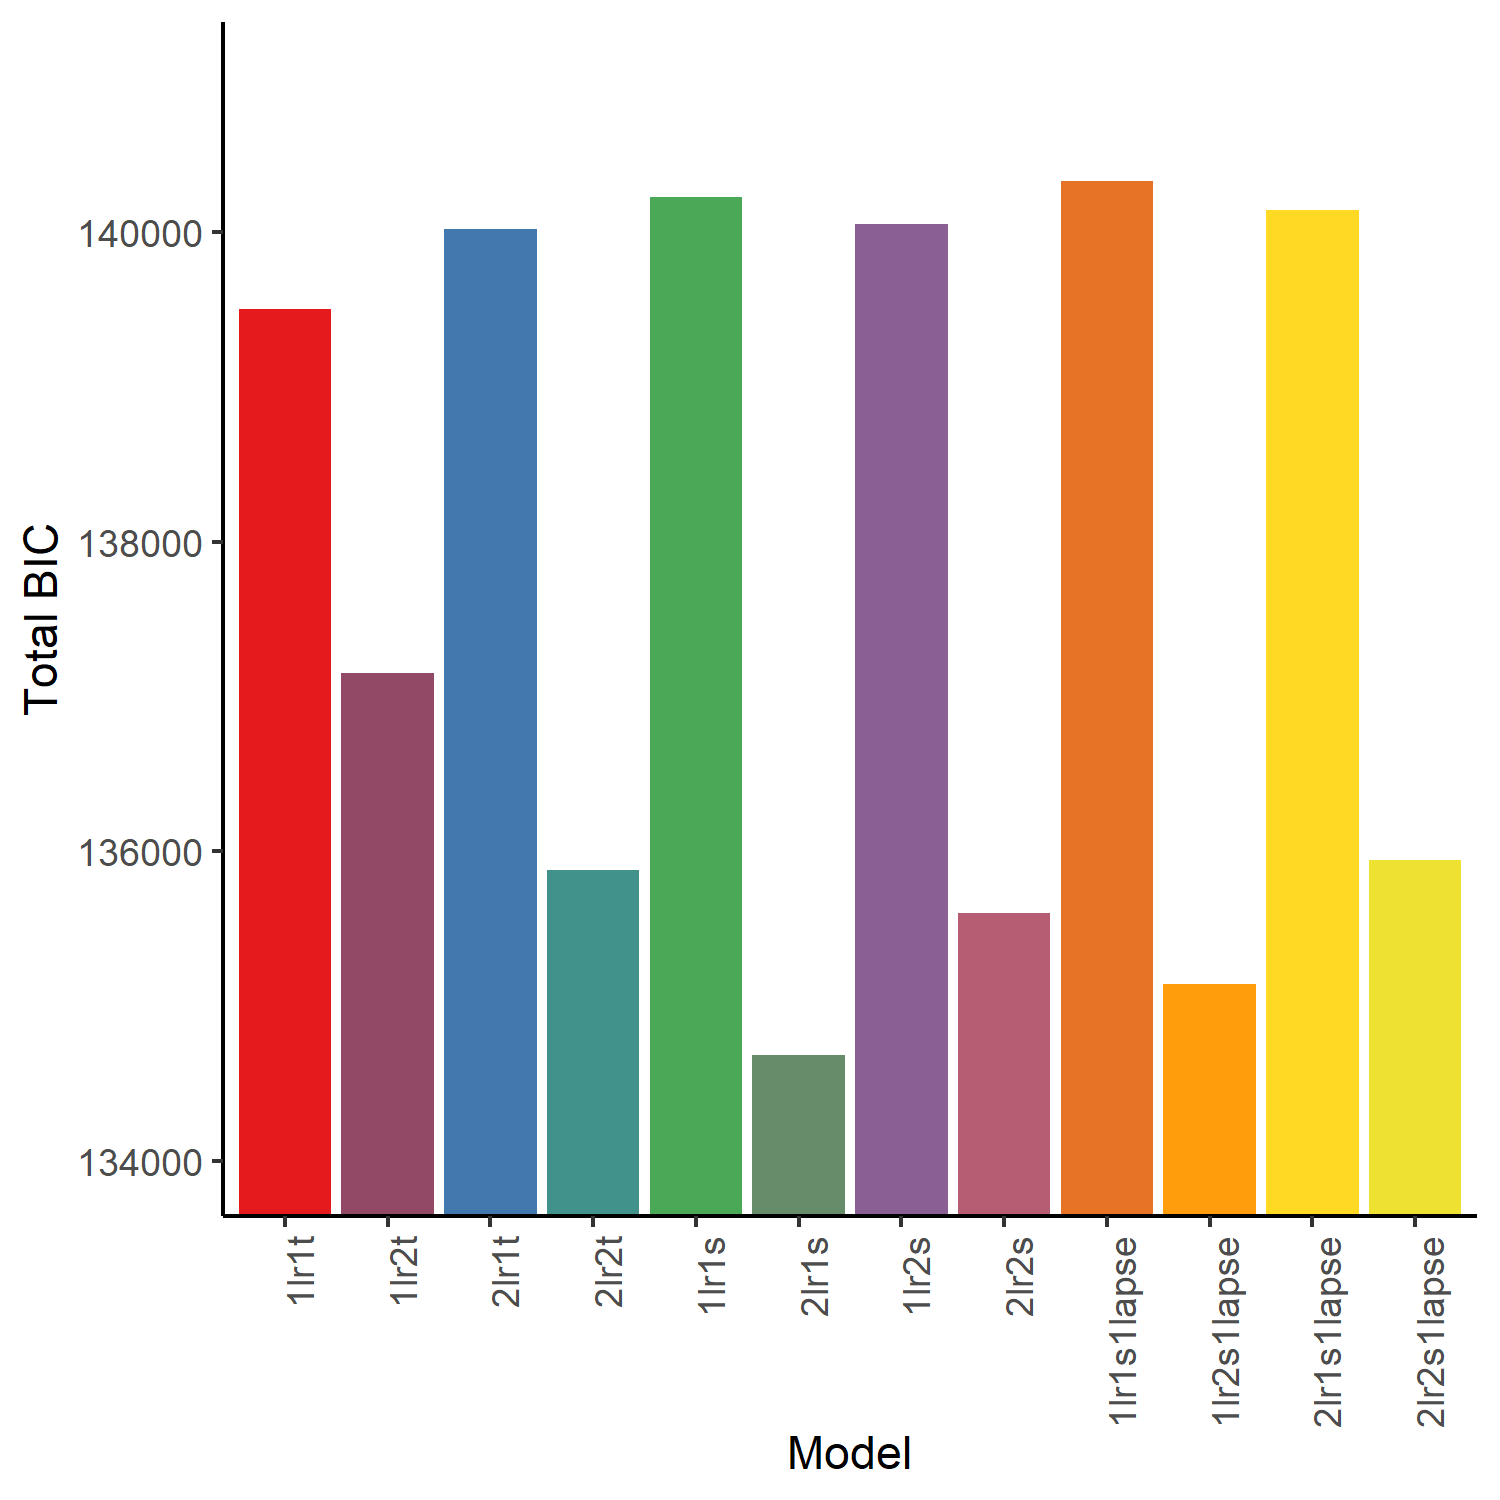 Total BIC
140000
138000
136000
134000
1lr1t
1lr2t
2lr1t
2lr2t
1lr1s
2lr1s
1lr2s
2lr2s
1lr1s1lapse
1lr2s1lapse
2lr1s1lapse
2lr2s1lapse
Model